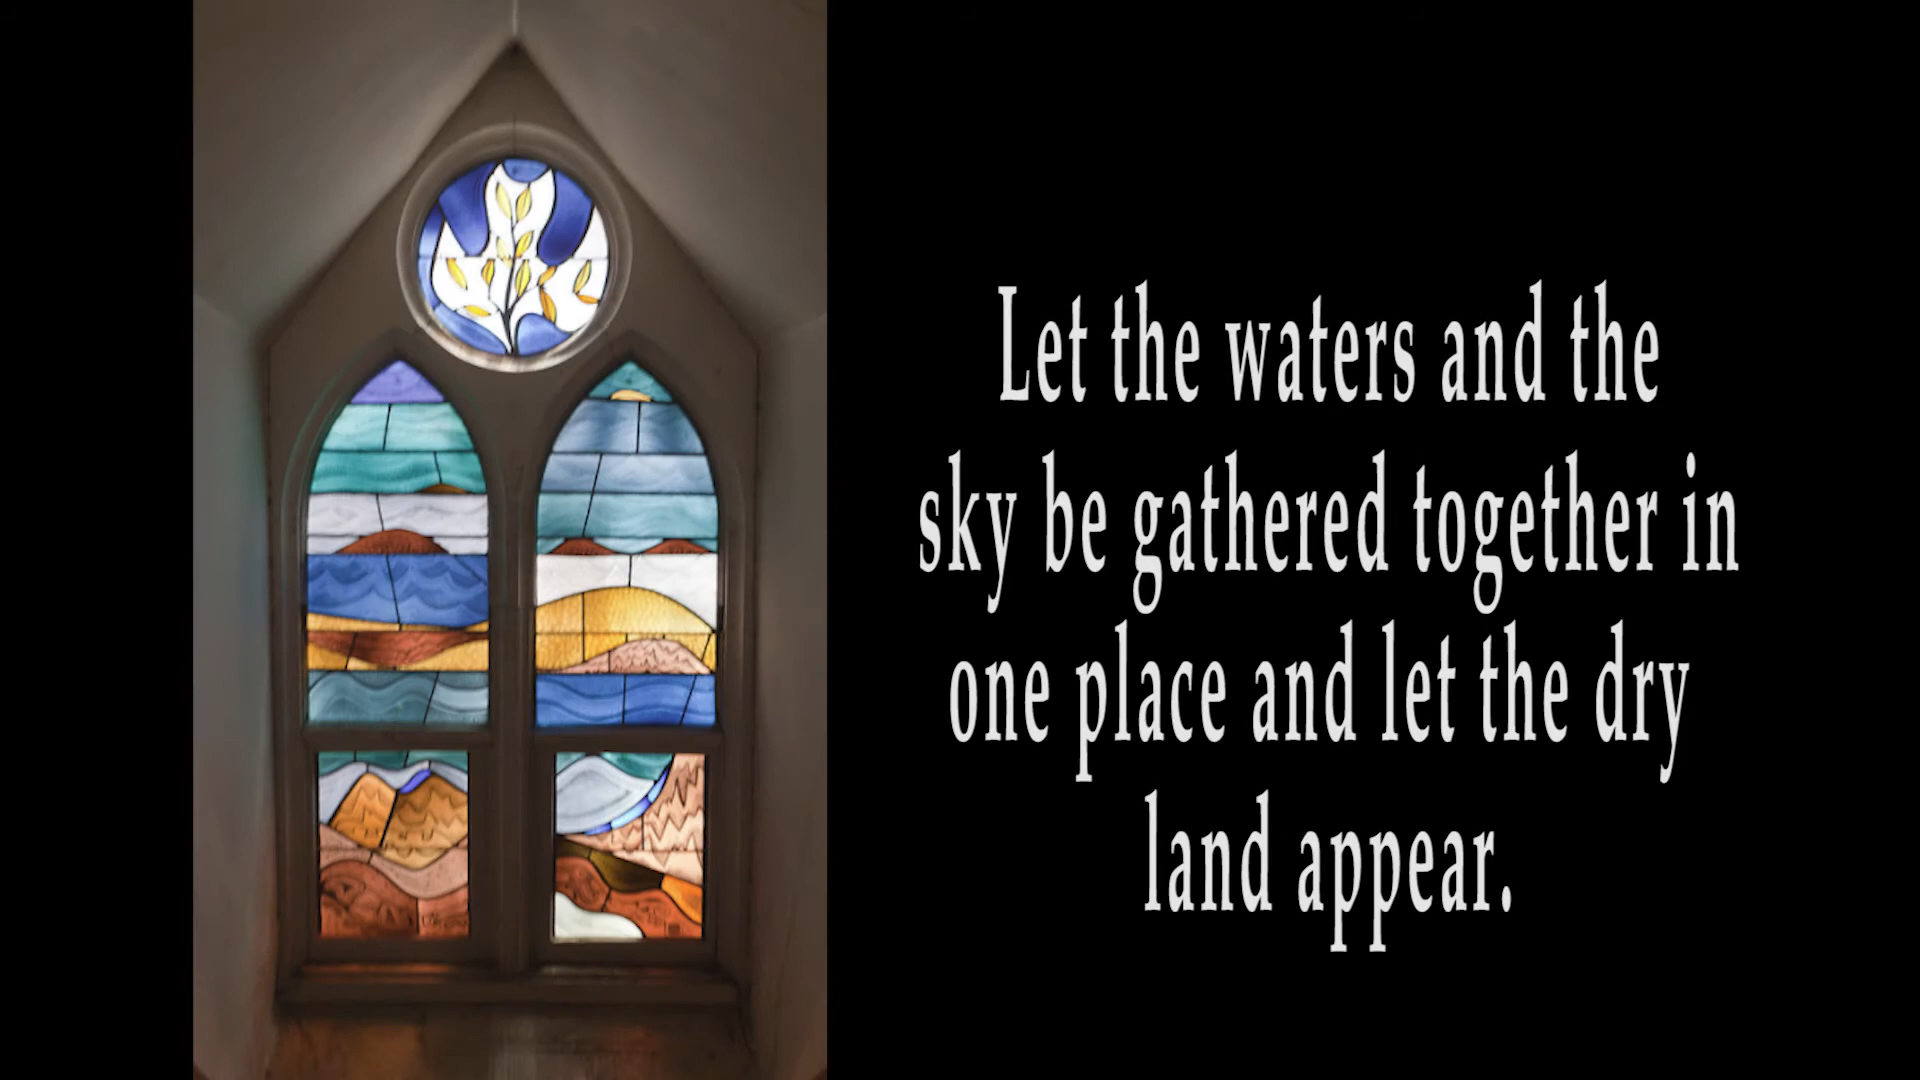 Let the waters and the
sky be gathered together in
one place and let the dry
land appear.